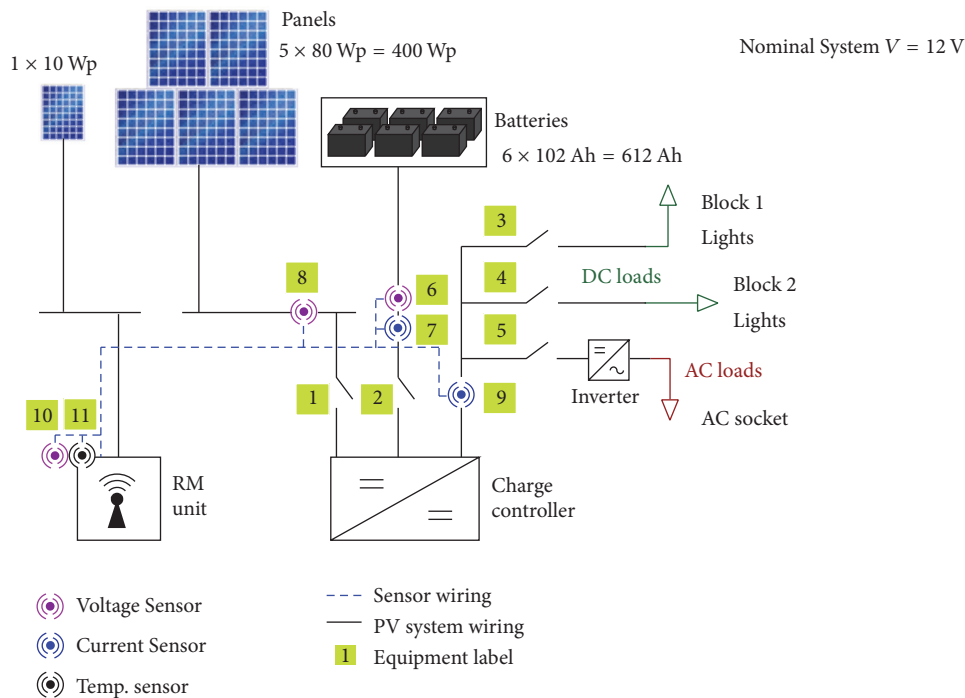 Panels
5 × 80 Wp = 400 Wp
Nominal System V = 12 V
1 × 10 Wp
Batteries
6 × 102 Ah = 612 Ah
3
Block 1
Lights
8
6
4
DC loads
Block 2
Lights
7
5
1
2
9
Inverter
AC loads
AC socket
10
11
RM
unit
Charge
controller
Voltage Sensor
Current Sensor
Temp. sensor
Sensor wiring
PV system wiring
1
Equipment label